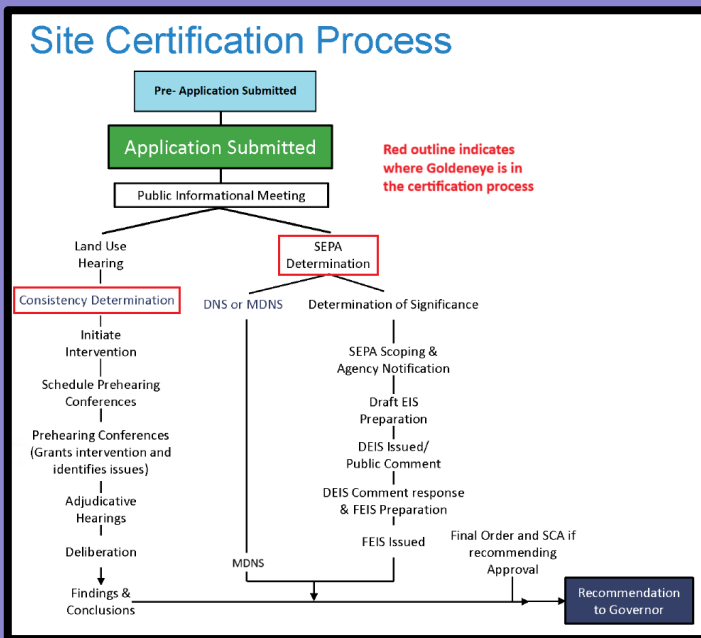 Site Certification Process
Pre- Application Submitted
Application Submitted
Red outline indicates
where Goldeneye is in
the certification process
Public Informational Meeting
Land Use
Hearing
Consistency Determination
Initiate
Intervention
Schedule Prehearing
Conferences
Prehearing Conferences
(Grants intervention and
identifies issues)
Adjudicative
Hearings
Deliberation
Findings &
Conclusions
SEPA
Determination
DNS or MDNS
MDNS
Determination of Significance
SEPA Scoping &
Agency Notification
Draft EIS
Preparation
DEIS Issued/
Public Comment
DEIS Comment response
& FEIS Preparation
FEIS Issued
Final Order and SCA if
recommending
Approval
Recommendation
to Governor